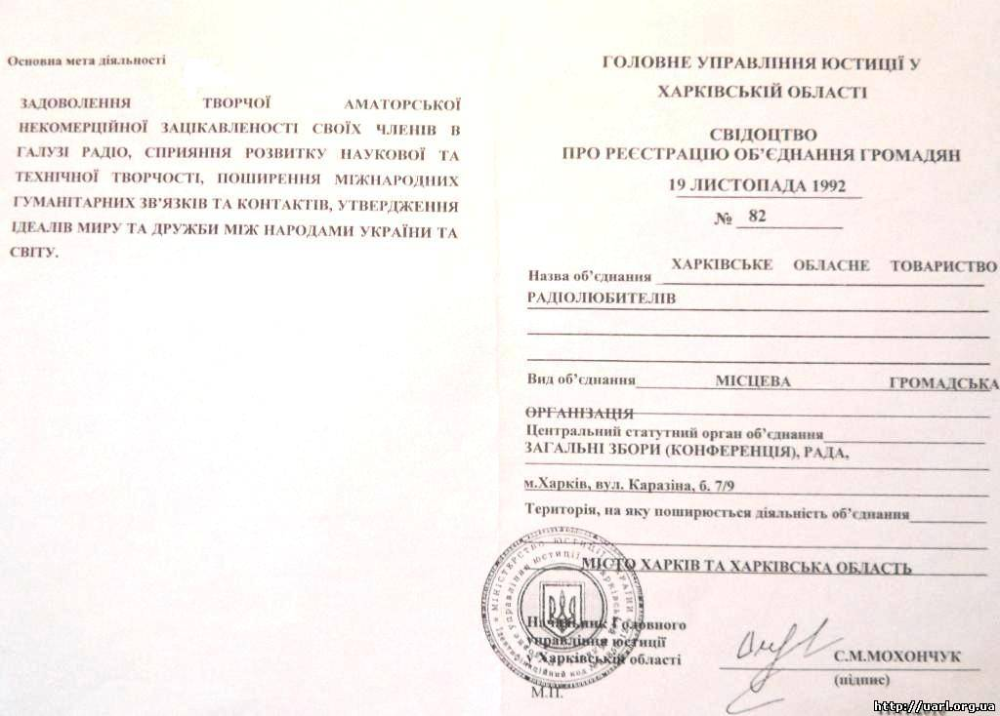 Основна мета діяльності
ЗАДОВОЛЕННЯ ТВОРЧОЇ АМАТОРСЬКОЇ
НЕКОМЕРЦІЙНОЇ ЗАЦІКАВЛЕНОСТІ СВОЇХ ЧЛЕНІВ В
ГАЛУЗІ РАДІО, СПРИЯННЯ РОЗВИТКУ НАУКОВОЇ ТА
ТЕХНІЧНОЇ ТВОРЧОСТІ, ПОШИРЕННЯ МІЖНАРОДНИХ
ГУМАНІТАРНИХ ЗВ'ЯЗКІВ ТА КОНТАКТІВ, УТВЕРДЖЕННЯ
ІДЕАЛІВ МИРУ ТА ДРУЖБИ МІЖ НАРОДАМИ УКРАЇНИ ТА
СВІТУ.
ГОЛОВНЕ УПРАВЛІННЯ ЮСТИЦІЇ У
ХАРКІВСЬКІЙ ОБЛАСТІ
СВІДОЦТВО
ПРО РЕЄСТРАЦІЮ ОБ'ЄДНАННЯ ГРОМАДЯН
19 ЛИСТОПАДА 1992
№ 82
Назва об'єднання ХАРКІВСЬКЕ ОБЛАСНЕ ТОВАРИСТВО
РАДІОЛЮБИТЕЛІВ
Вид об'єднання МІСЦЕВА ГРОМАДСЬКА
ОРГАНІЗАЦІЯ
Центральний статутний орган об'єднання
ЗАГАЛЬНІ ЗБОРИ (КОНФЕРЕНЦІЯ), РАДА,
м.Харків, вул. Каразіна, б. 7/9
Територія, на яку поширюється діяльність об'єднання
МІСТО ХАРКІВ ТА ХАРКІВСЬКА ОБЛАСТЬ
Начальник Головного
управління юстиції
у Харківській області
С.М.МОХОНЧУК
(підпис)
М.П.
МІНІСТЕРСТВО ЮСТИЦІЇ УКРАЇНИ
http://uarl.org.ua